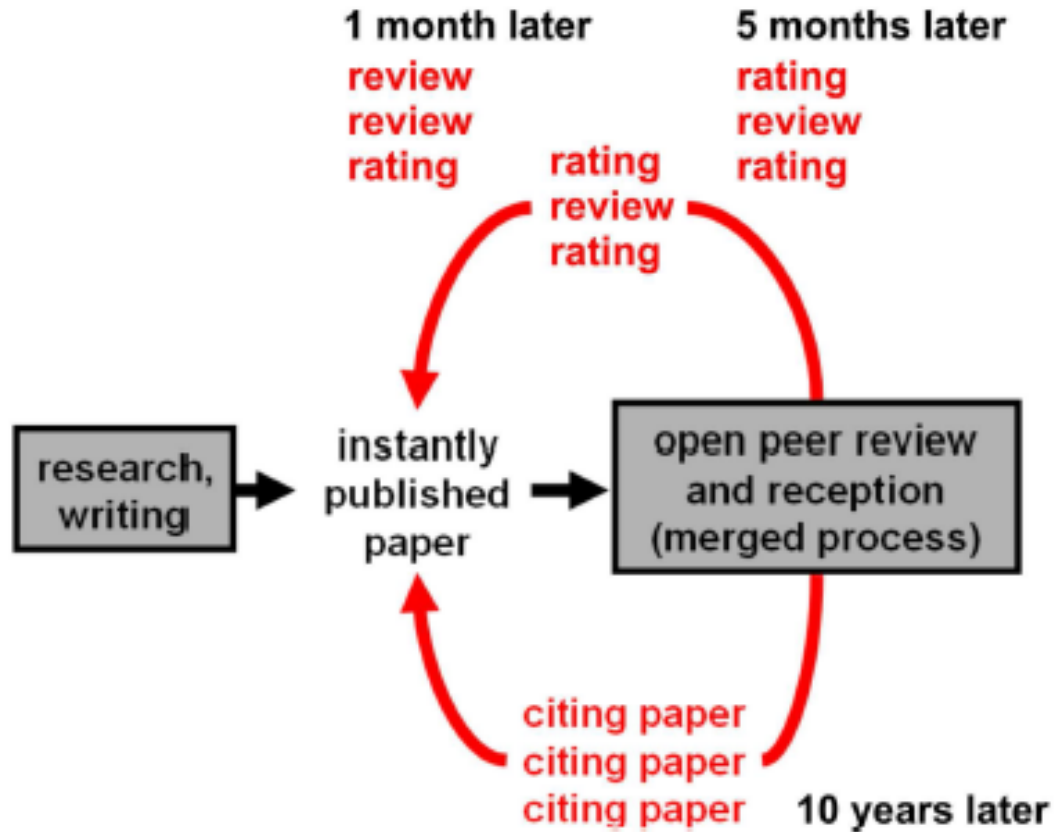 1 month later
review
review
rating
5 months later
rating
review
rating
rating
review
rating
research,
writing
instantly
published
paper
open peer review
and reception
(merged process)
citing paper
citing paper
citing paper
10 years later